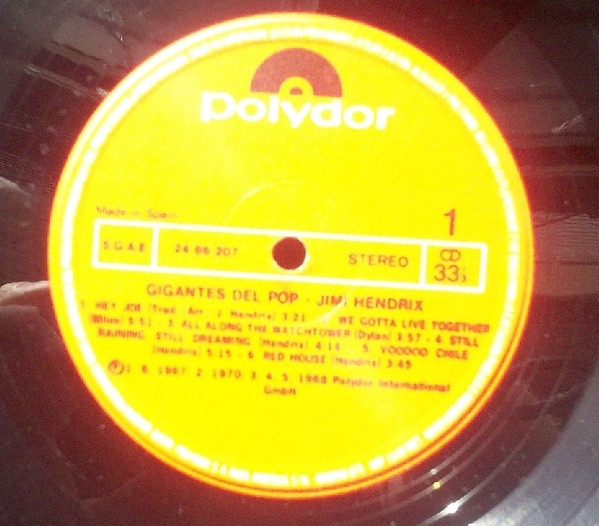 polydor
Made in Spain
1
S.G.A.E
24 86 207
STEREO
CD
33⅓
GIGANTES DEL POP - JIMI HENDRIX
1. HEY JOE (Trad. Arr. J. Hendrix) 3:21 WE GOTTA LIVE TOGETHER
(Miles) 5:51 - 3. ALL ALONG THE WATCHTOWER (Dylan) 3:57 - 4. STILL
RAINING, STILL DREAMING (Hendrix) 4:14 5. VOODOO CHILE
(Hendrix) 5:15 - 6. RED HOUSE (Hendrix) 3:45
Ⓟ 1. 6. 1967; 2. 1970; 3. 4. 5. 1968 Polydor International
GmbH